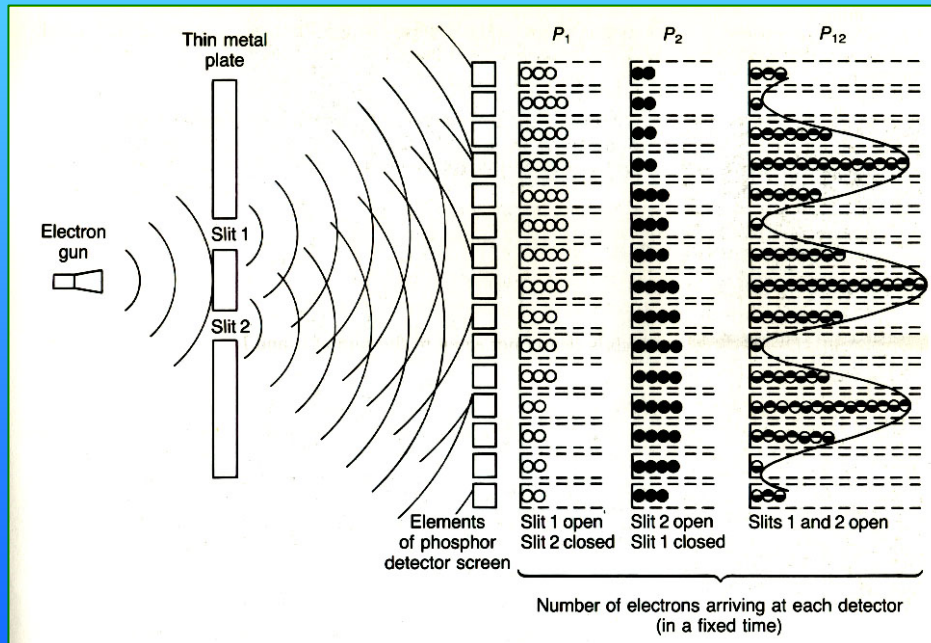 Thin metal
plate
P₁
P₂
P₁₂
Electron
gun
Slit 1
Slit 2
Elements
of phosphor
detector screen
Slit 1 open
Slit 2 closed
Slit 2 open
Slit 1 closed
Slits 1 and 2 open
Number of electrons arriving at each detector
(in a fixed time)